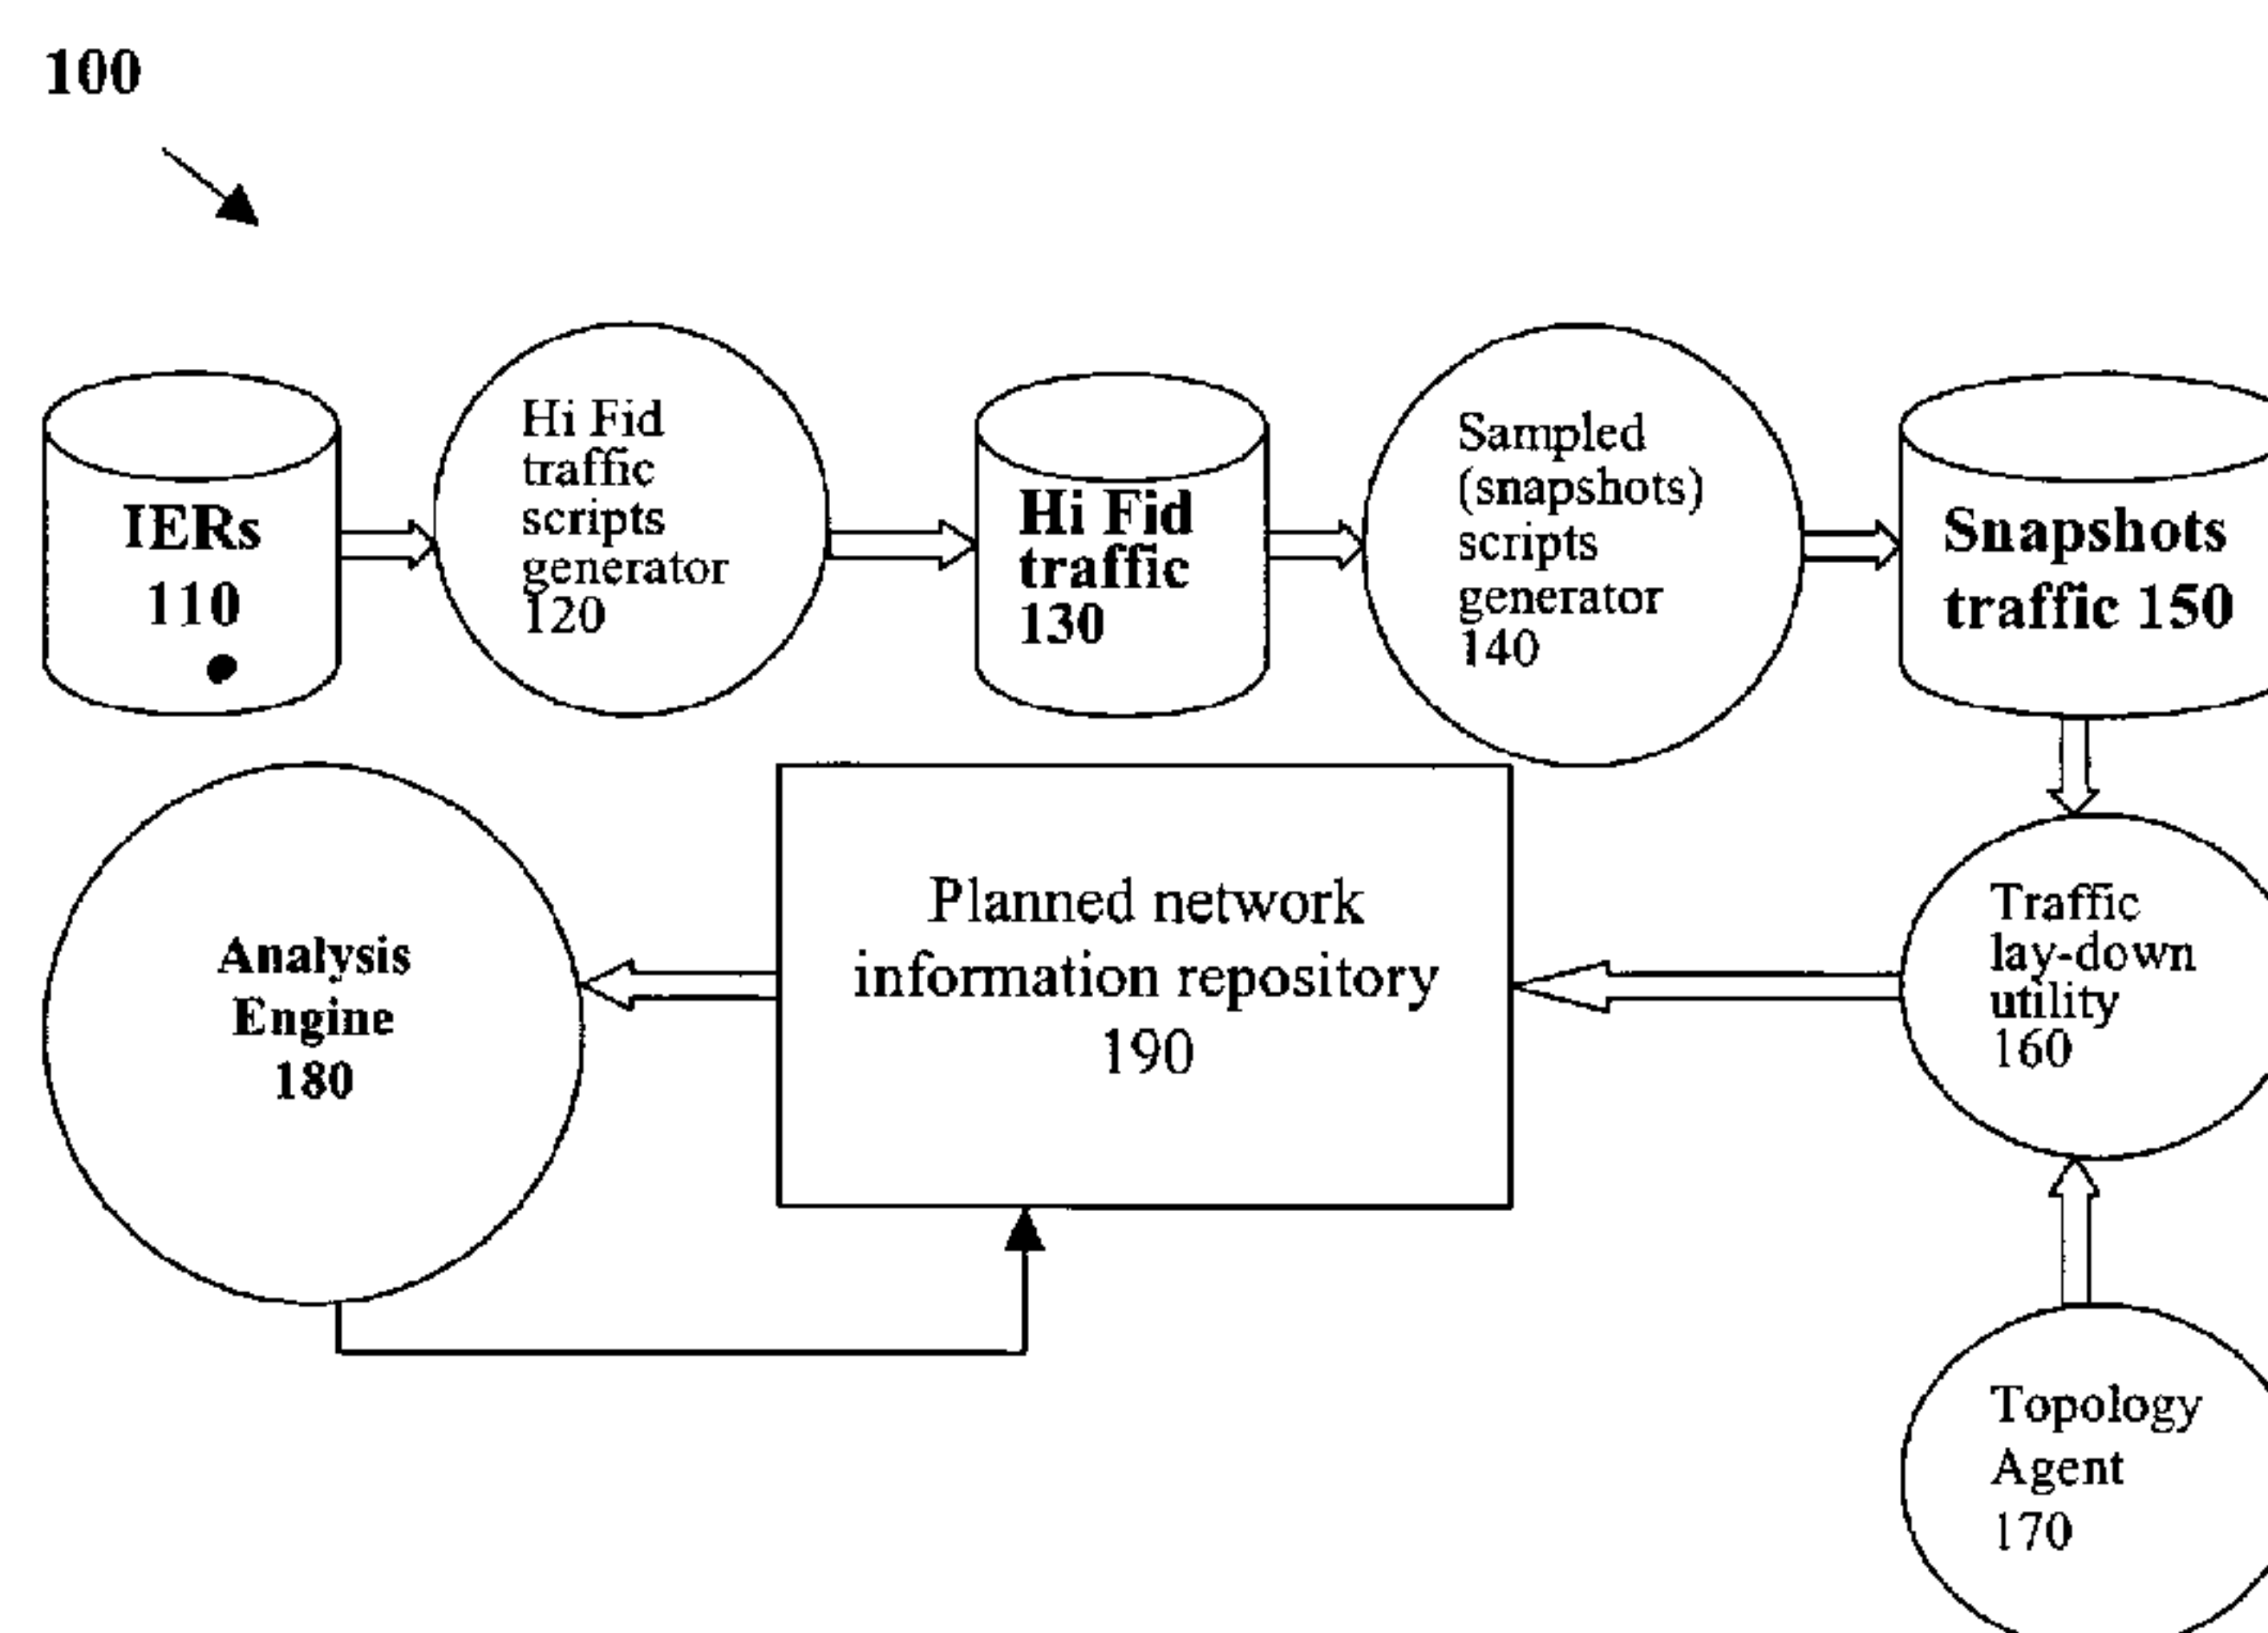 100
IERs
110
Hi Fid
traffic
scripts
generator
120
Hi Fid
traffic
130
Sampled
(snapshots)
scripts
generator
140
Snapshots
traffic 150
Analysis
Engine
180
Planned network
information repository
190
Traffic
lay-down
utility
160
Topology
Agent
170